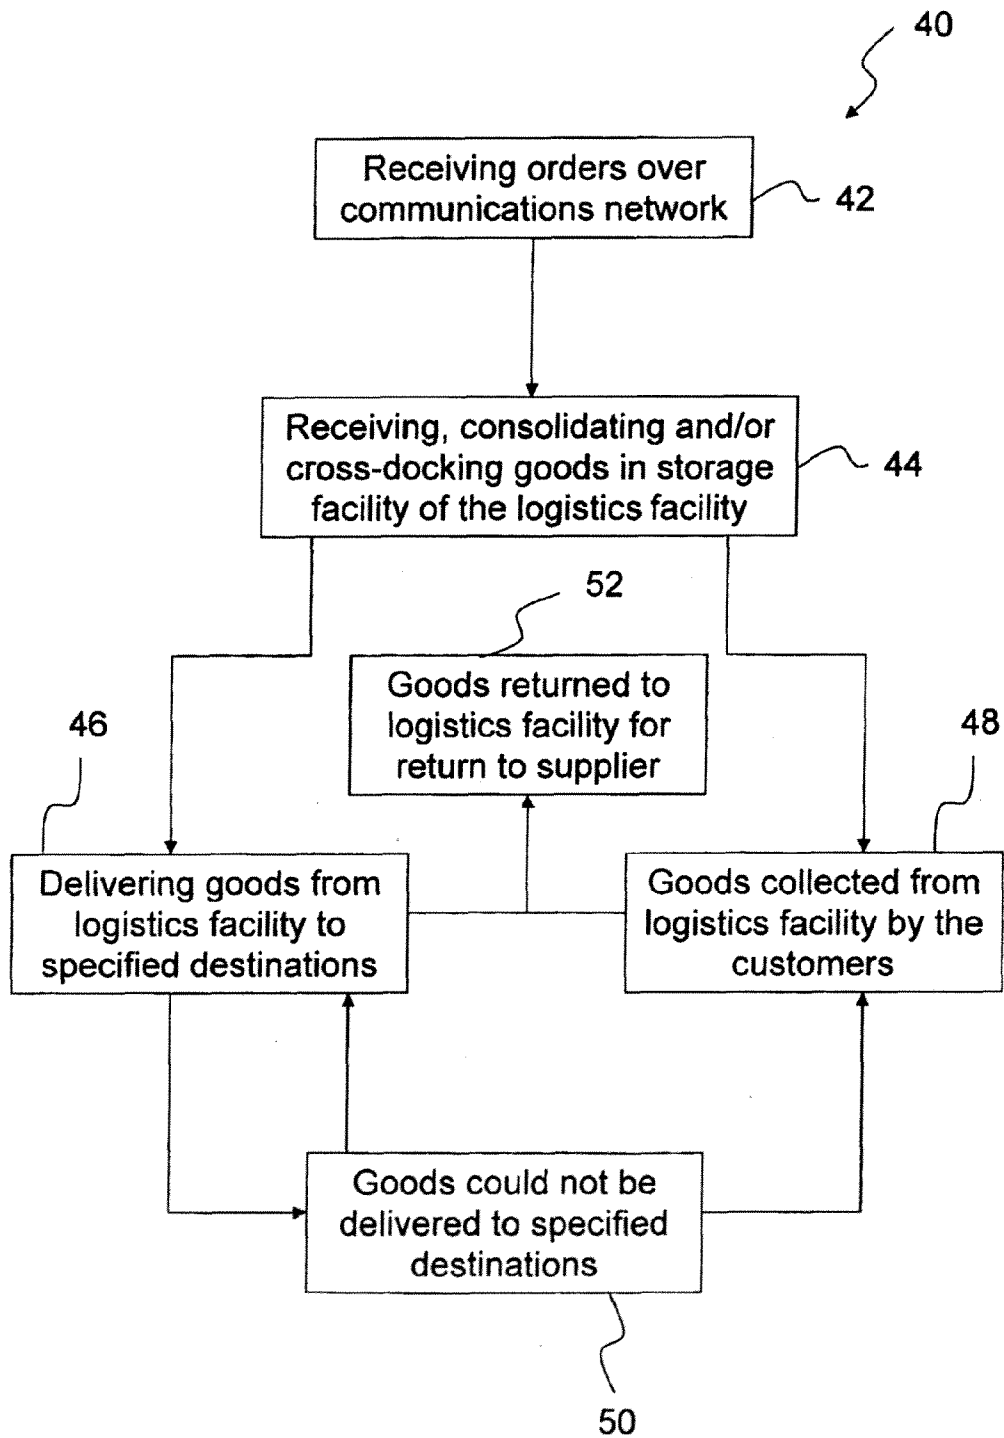 40
Receiving orders over
communications network
42
Receiving, consolidating and/or
cross-docking goods in storage
facility of the logistics facility
44
52
Goods returned to
logistics facility for
return to supplier
46
48
Delivering goods from
logistics facility to
specified destinations
Goods collected from
logistics facility by the
customers
Goods could not be
delivered to specified
destinations
50